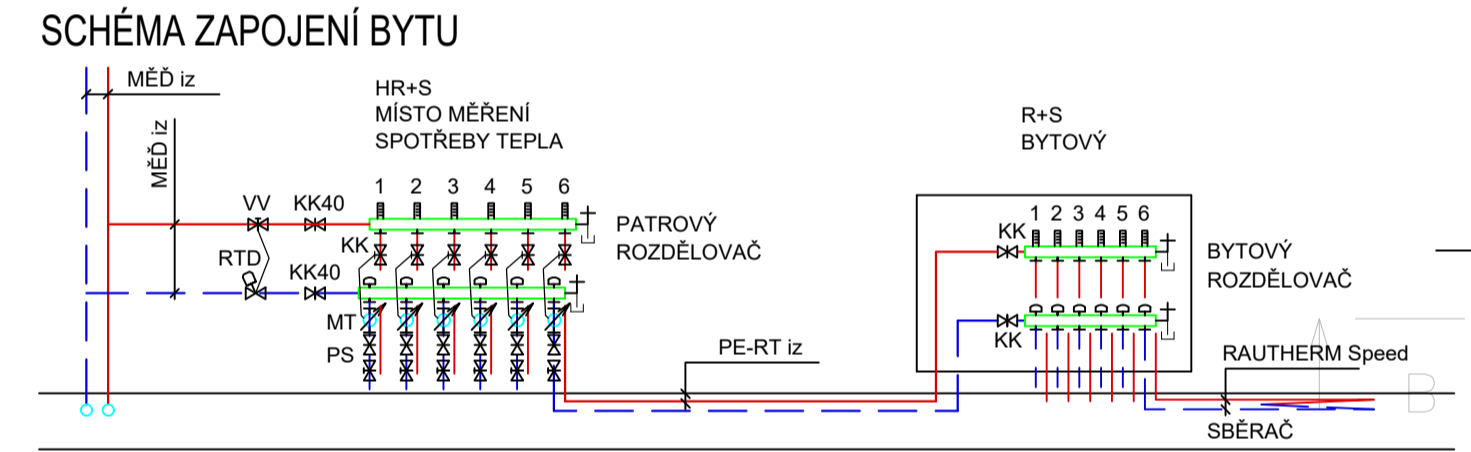 SCHÉMA ZAPOJENÍ BYTU
MĚĎ iz
MĚĎ iz
HR+S
MÍSTO MĚŘENÍ
SPOTŘEBY TEPLA
R+S
BYTOVÝ
1 2 3 4 5 6
VV KK40
PATROVÝ
ROZDĚLOVAČ
KK
RTD
KK40
MT
PS
PE-RT iz
1 2 3 4 5 6
KK
BYTOVÝ
ROZDĚLOVAČ
KK
RAUTHERM Speed
B
SBĚRAČ